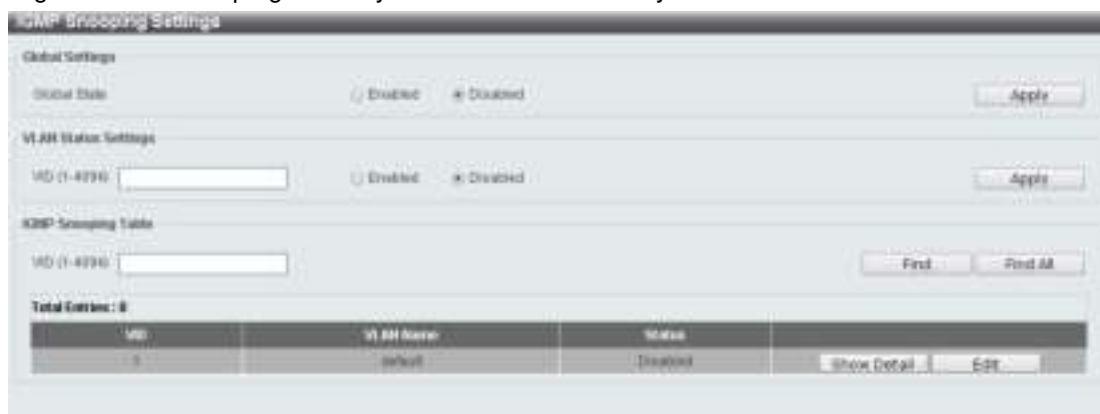 IGMP Snooping Settings
Global Settings
Global State Enabled Disabled Apply
VLAN Status Settings
VID (1-4094) Enabled Disabled Apply
IGMP Snooping Table
VID (1-4094) Find Find All
Total Entries:
VID VLAN Name Status
1 default Disabled Show Detail Edit